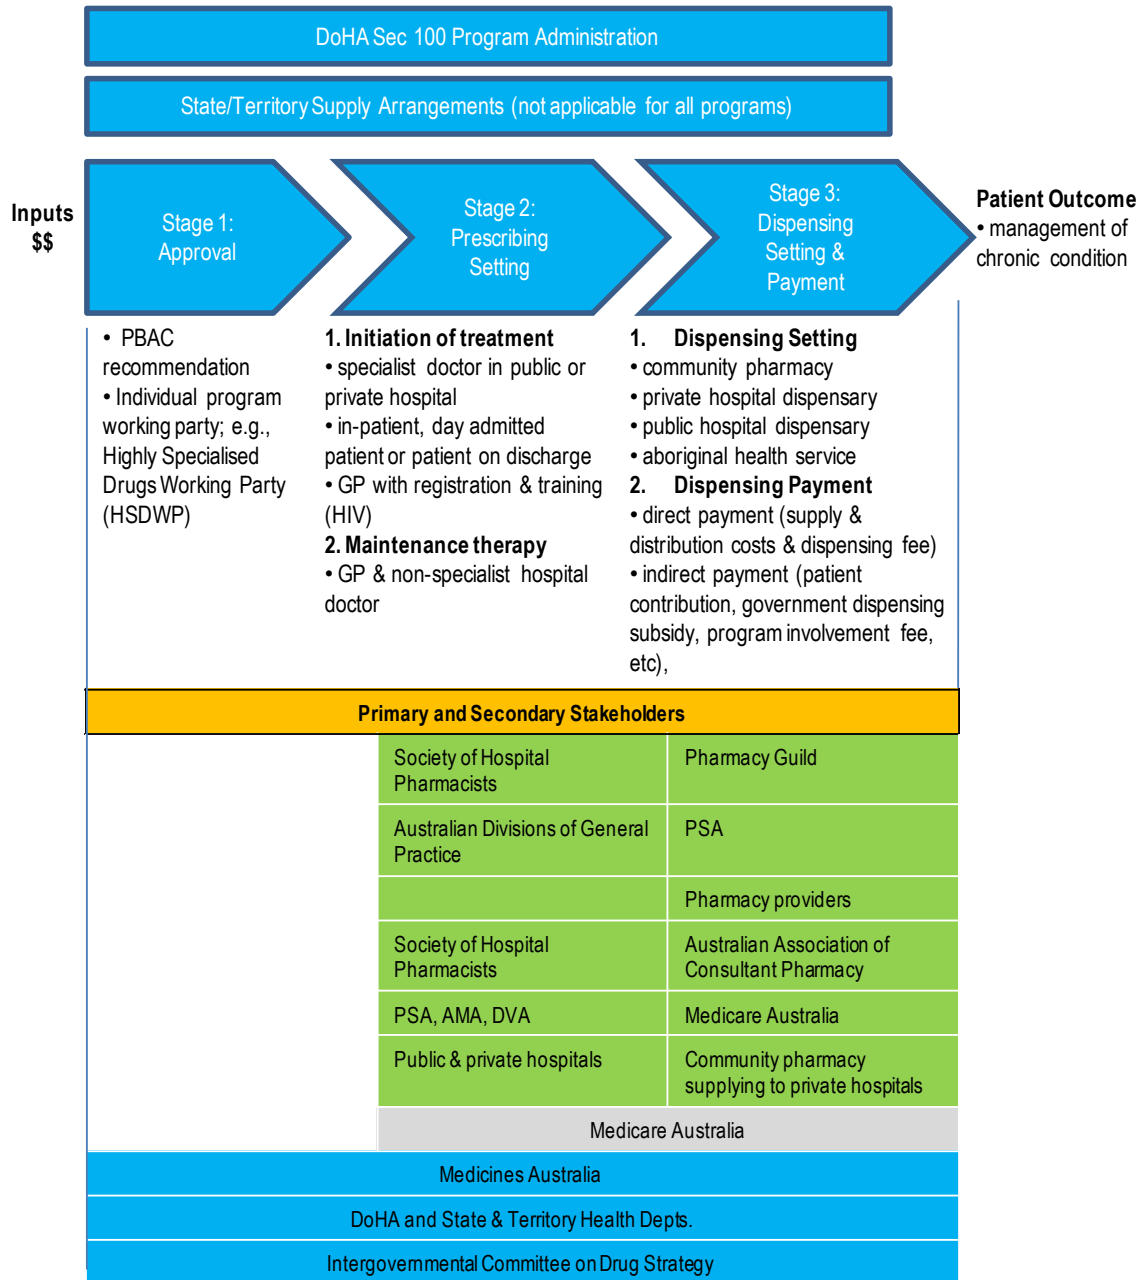 DoHA Sec 100 Program Administration
State/Territory Supply Arrangements (not applicable for all programs)
Inputs
$$
Stage 1:
Approval
Stage 2:
Prescribing
Setting
Stage 3:
Dispensing
Setting &
Payment
Patient Outcome
• management of
chronic condition
• PBAC
recommendation
• Individual program
working party; e.g.,
Highly Specialised
Drugs Working Party
(HSDWP)
1. Initiation of treatment
• specialist doctor in public or
private hospital
• in-patient, day admitted
patient or patient on discharge
• GP with registration & training
(HIV)
2. Maintenance therapy
• GP & non-specialist hospital
doctor
1. Dispensing Setting
• community pharmacy
• private hospital dispensary
• public hospital dispensary
• aboriginal health service
2. Dispensing Payment
• direct payment (supply &
distribution costs & dispensing fee)
• indirect payment (patient
contribution, government dispensing
subsidy, program involvement fee,
etc),
Primary and Secondary Stakeholders
Society of Hospital
Pharmacists
Pharmacy Guild
Australian Divisions of General
Practice
PSA
Pharmacy providers
Society of Hospital
Pharmacists
Australian Association of
Consultant Pharmacy
PSA, AMA, DVA
Medicare Australia
Public & private hospitals
Community pharmacy
supplying to private hospitals
Medicare Australia
Medicines Australia
DoHA and State & Territory Health Depts.
Intergovernmental Committee on Drug Strategy